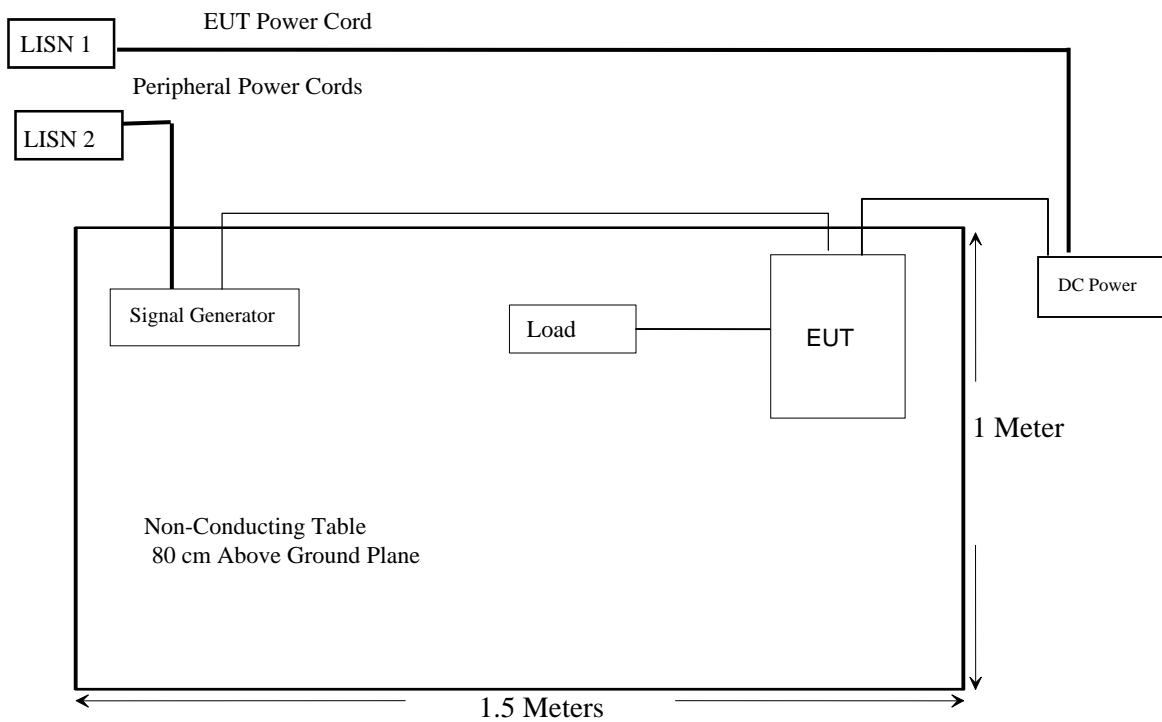 EUT Power Cord
LISN 1
Peripheral Power Cords
LISN 2
Signal Generator
Load
EUT
DC Power
1 Meter
Non-Conducting Table
80 cm Above Ground Plane
1.5 Meters